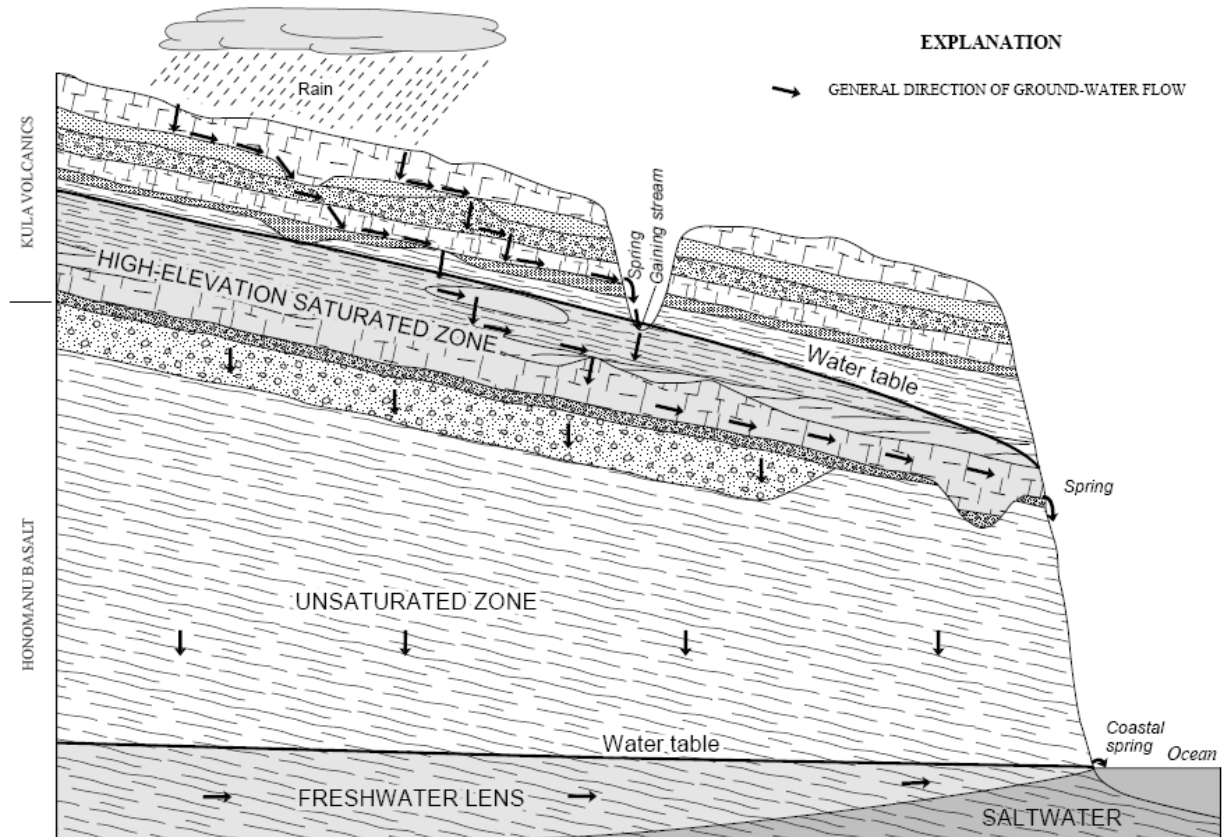 EXPLANATION
GENERAL DIRECTION OF GROUND-WATER FLOW
Rain
KULA VOLCANICS
Spring
Gaining stream
HIGH-ELEVATION SATURATED ZONE
Water table
Spring
HONOMANU BASALT
UNSATURATED ZONE
Water table
Coastal
spring
Ocean
FRESHWATER LENS
SALTWATER